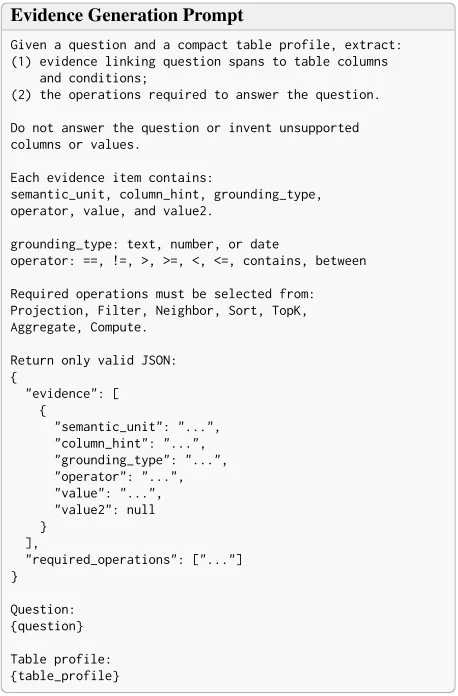 Evidence Generation Prompt
Given a question and a compact table profile, extract:
(1) evidence linking question spans to table columns
    and conditions;
(2) the operations required to answer the question.

Do not answer the question or invent unsupported
columns or values.

Each evidence item contains:
semantic_unit, column_hint, grounding_type,
operator, value, and value2.

grounding_type: text, number, or date
operator: ==, !=, >, >=, <, <=, contains, between

Required operations must be selected from:
Projection, Filter, Neighbor, Sort, TopK,
Aggregate, Compute.

Return only valid JSON:
{
  "evidence": [
    {
      "semantic_unit": "...",
      "column_hint": "...",
      "grounding_type": "...",
      "operator": "...",
      "value": "...",
      "value2": null
    }
  ],
  "required_operations": ["..."]
}

Question:
{question}

Table profile:
{table_profile}